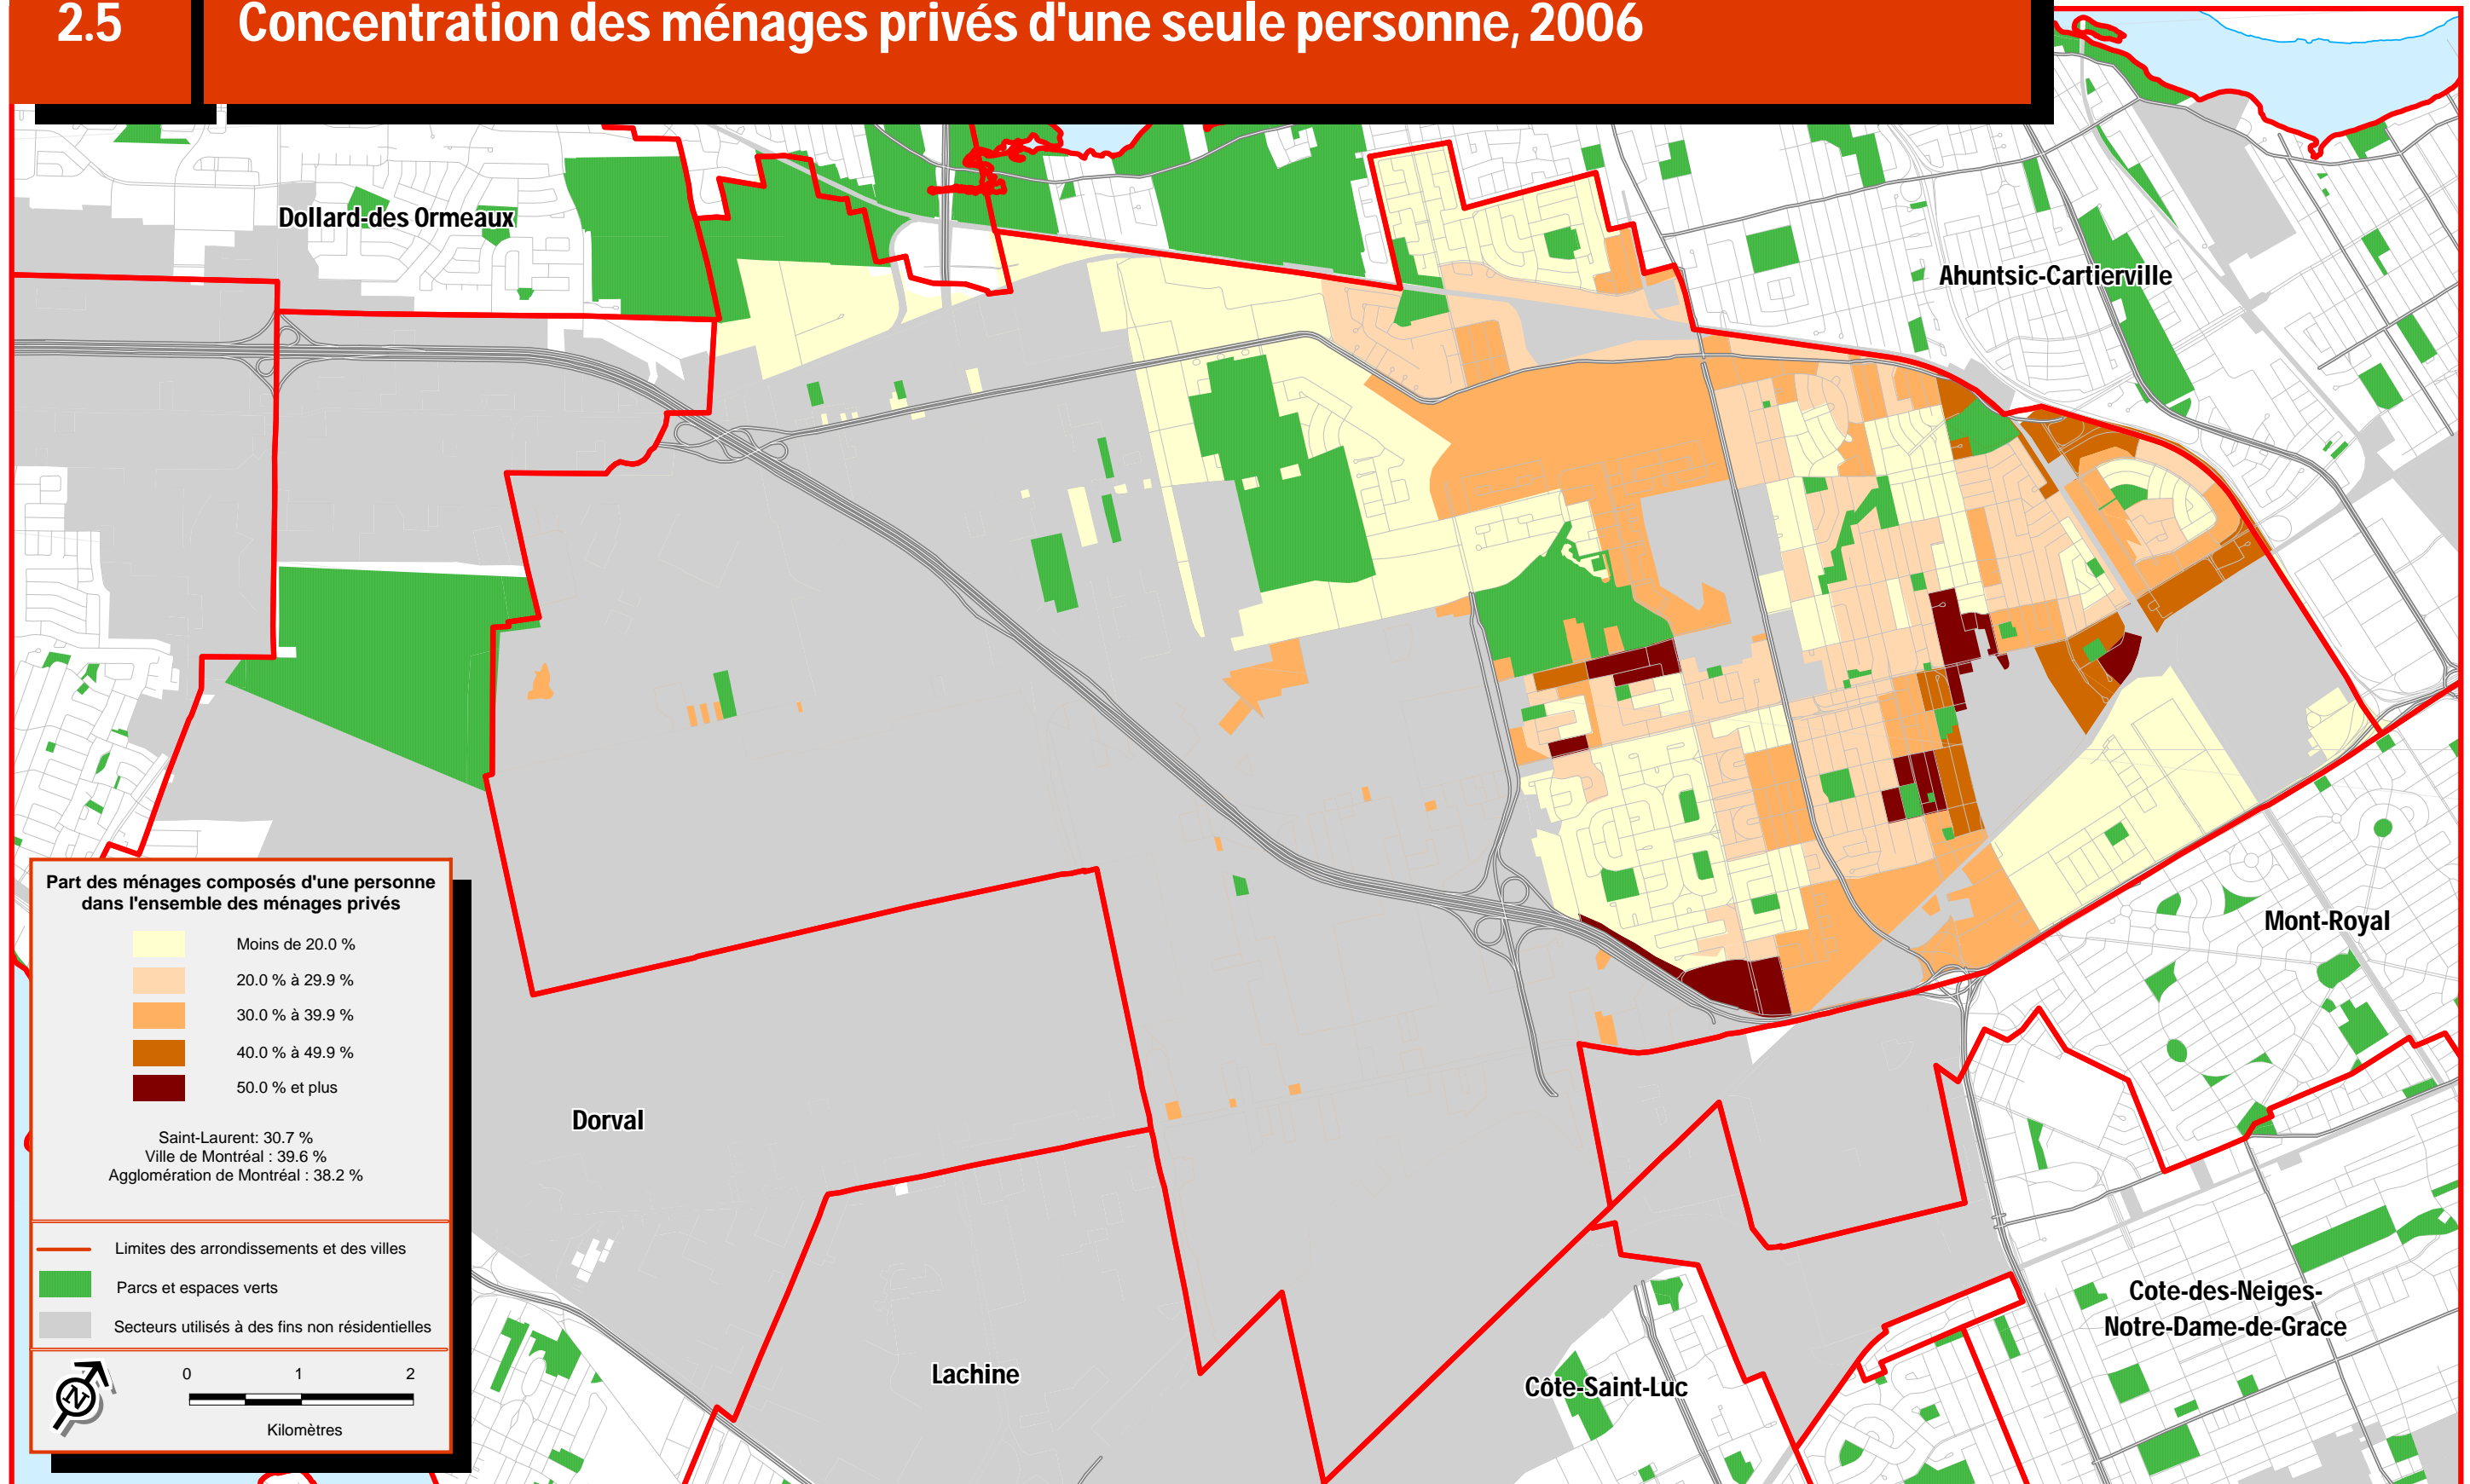 2.5
Concentration des ménages privés d'une seule personne, 2006
Dollard-des Ormeaux
Ahuntsic-Cartierville
Mont-Royal
Dorval
Lachine
Côte-Saint-Luc
Cote-des-Neiges-
Notre-Dame-de-Grace
Part des ménages composés d'une personne
dans l'ensemble des ménages privés
Moins de 20.0 %
20.0 % à 29.9 %
30.0 % à 39.9 %
40.0 % à 49.9 %
50.0 % et plus
Saint-Laurent: 30.7 %
Ville de Montréal : 39.6 %
Agglomération de Montréal : 38.2 %
Limites des arrondissements et des villes
Parcs et espaces verts
Secteurs utilisés à des fins non résidentielles
N
0 1 2
Kilomètres